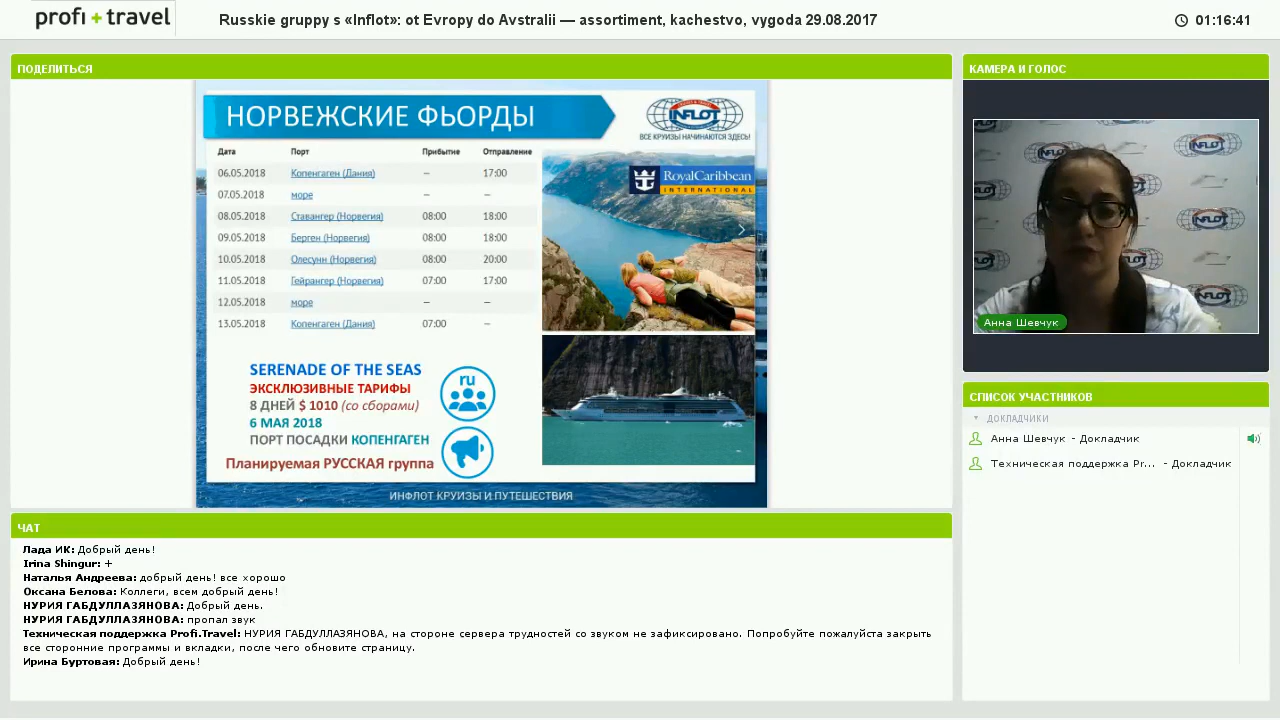 profi + travel
Russkie gruppy s «Inflot»: ot Evropy do Avstralii — assortiment, kachestvo, vygoda 29.08.2017
01:16:41
ПОДЕЛИТЬСЯ
НОРВЕЖСКИЕ ФЬОРДЫ
INFLOT
ВСЕ КРУИЗЫ НАЧИНАЮТСЯ ЗДЕСЬ!
Дата Порт Прибытие Отправление
06.05.2018 Копенгаген (Дания) – 17:00
07.05.2018 море – –
08.05.2018 Ставангер (Норвегия) 08:00 18:00
09.05.2018 Берген (Норвегия) 08:00 18:00
10.05.2018 Олесунн (Норвегия) 08:00 20:00
11.05.2018 Гейрангер (Норвегия) 07:00 17:00
12.05.2018 море – –
13.05.2018 Копенгаген (Дания) 07:00 –
RoyalCaribbean
INTERNATIONAL
SERENADE OF THE SEAS
ЭКСКЛЮЗИВНЫЕ ТАРИФЫ
8 ДНЕЙ $ 1010 (со сборами)
6 МАЯ 2018
ПОРТ ПОСАДКИ КОПЕНГАГЕН
Планируемая РУССКАЯ группа
ru
ИНФЛОТ КРУИЗЫ И ПУТЕШЕСТВИЯ
КАМЕРА И ГОЛОС
INFLOT
INFLOT
INFLOT
INFLOT
Анна Шевчук
СПИСОК УЧАСТНИКОВ
ДОКЛАДЧИКИ
Анна Шевчук - Докладчик
Техническая поддержка Pr... - Докладчик
ЧАТ
Лада ИК: Добрый день!
Irina Shingur: +
Наталья Андреева: добрый день! все хорошо
Оксана Белова: Коллеги, всем добрый день!
НУРИЯ ГАБДУЛЛАЗЯНОВА: Добрый день.
НУРИЯ ГАБДУЛЛАЗЯНОВА: пропал звук
Техническая поддержка Profi.Travel: НУРИЯ ГАБДУЛЛАЗЯНОВА, на стороне сервера трудностей со звуком не зафиксировано. Попробуйте пожалуйста закрыть
все сторонние программы и вкладки, после чего обновите страницу.
Ирина Буртовая: Добрый день!